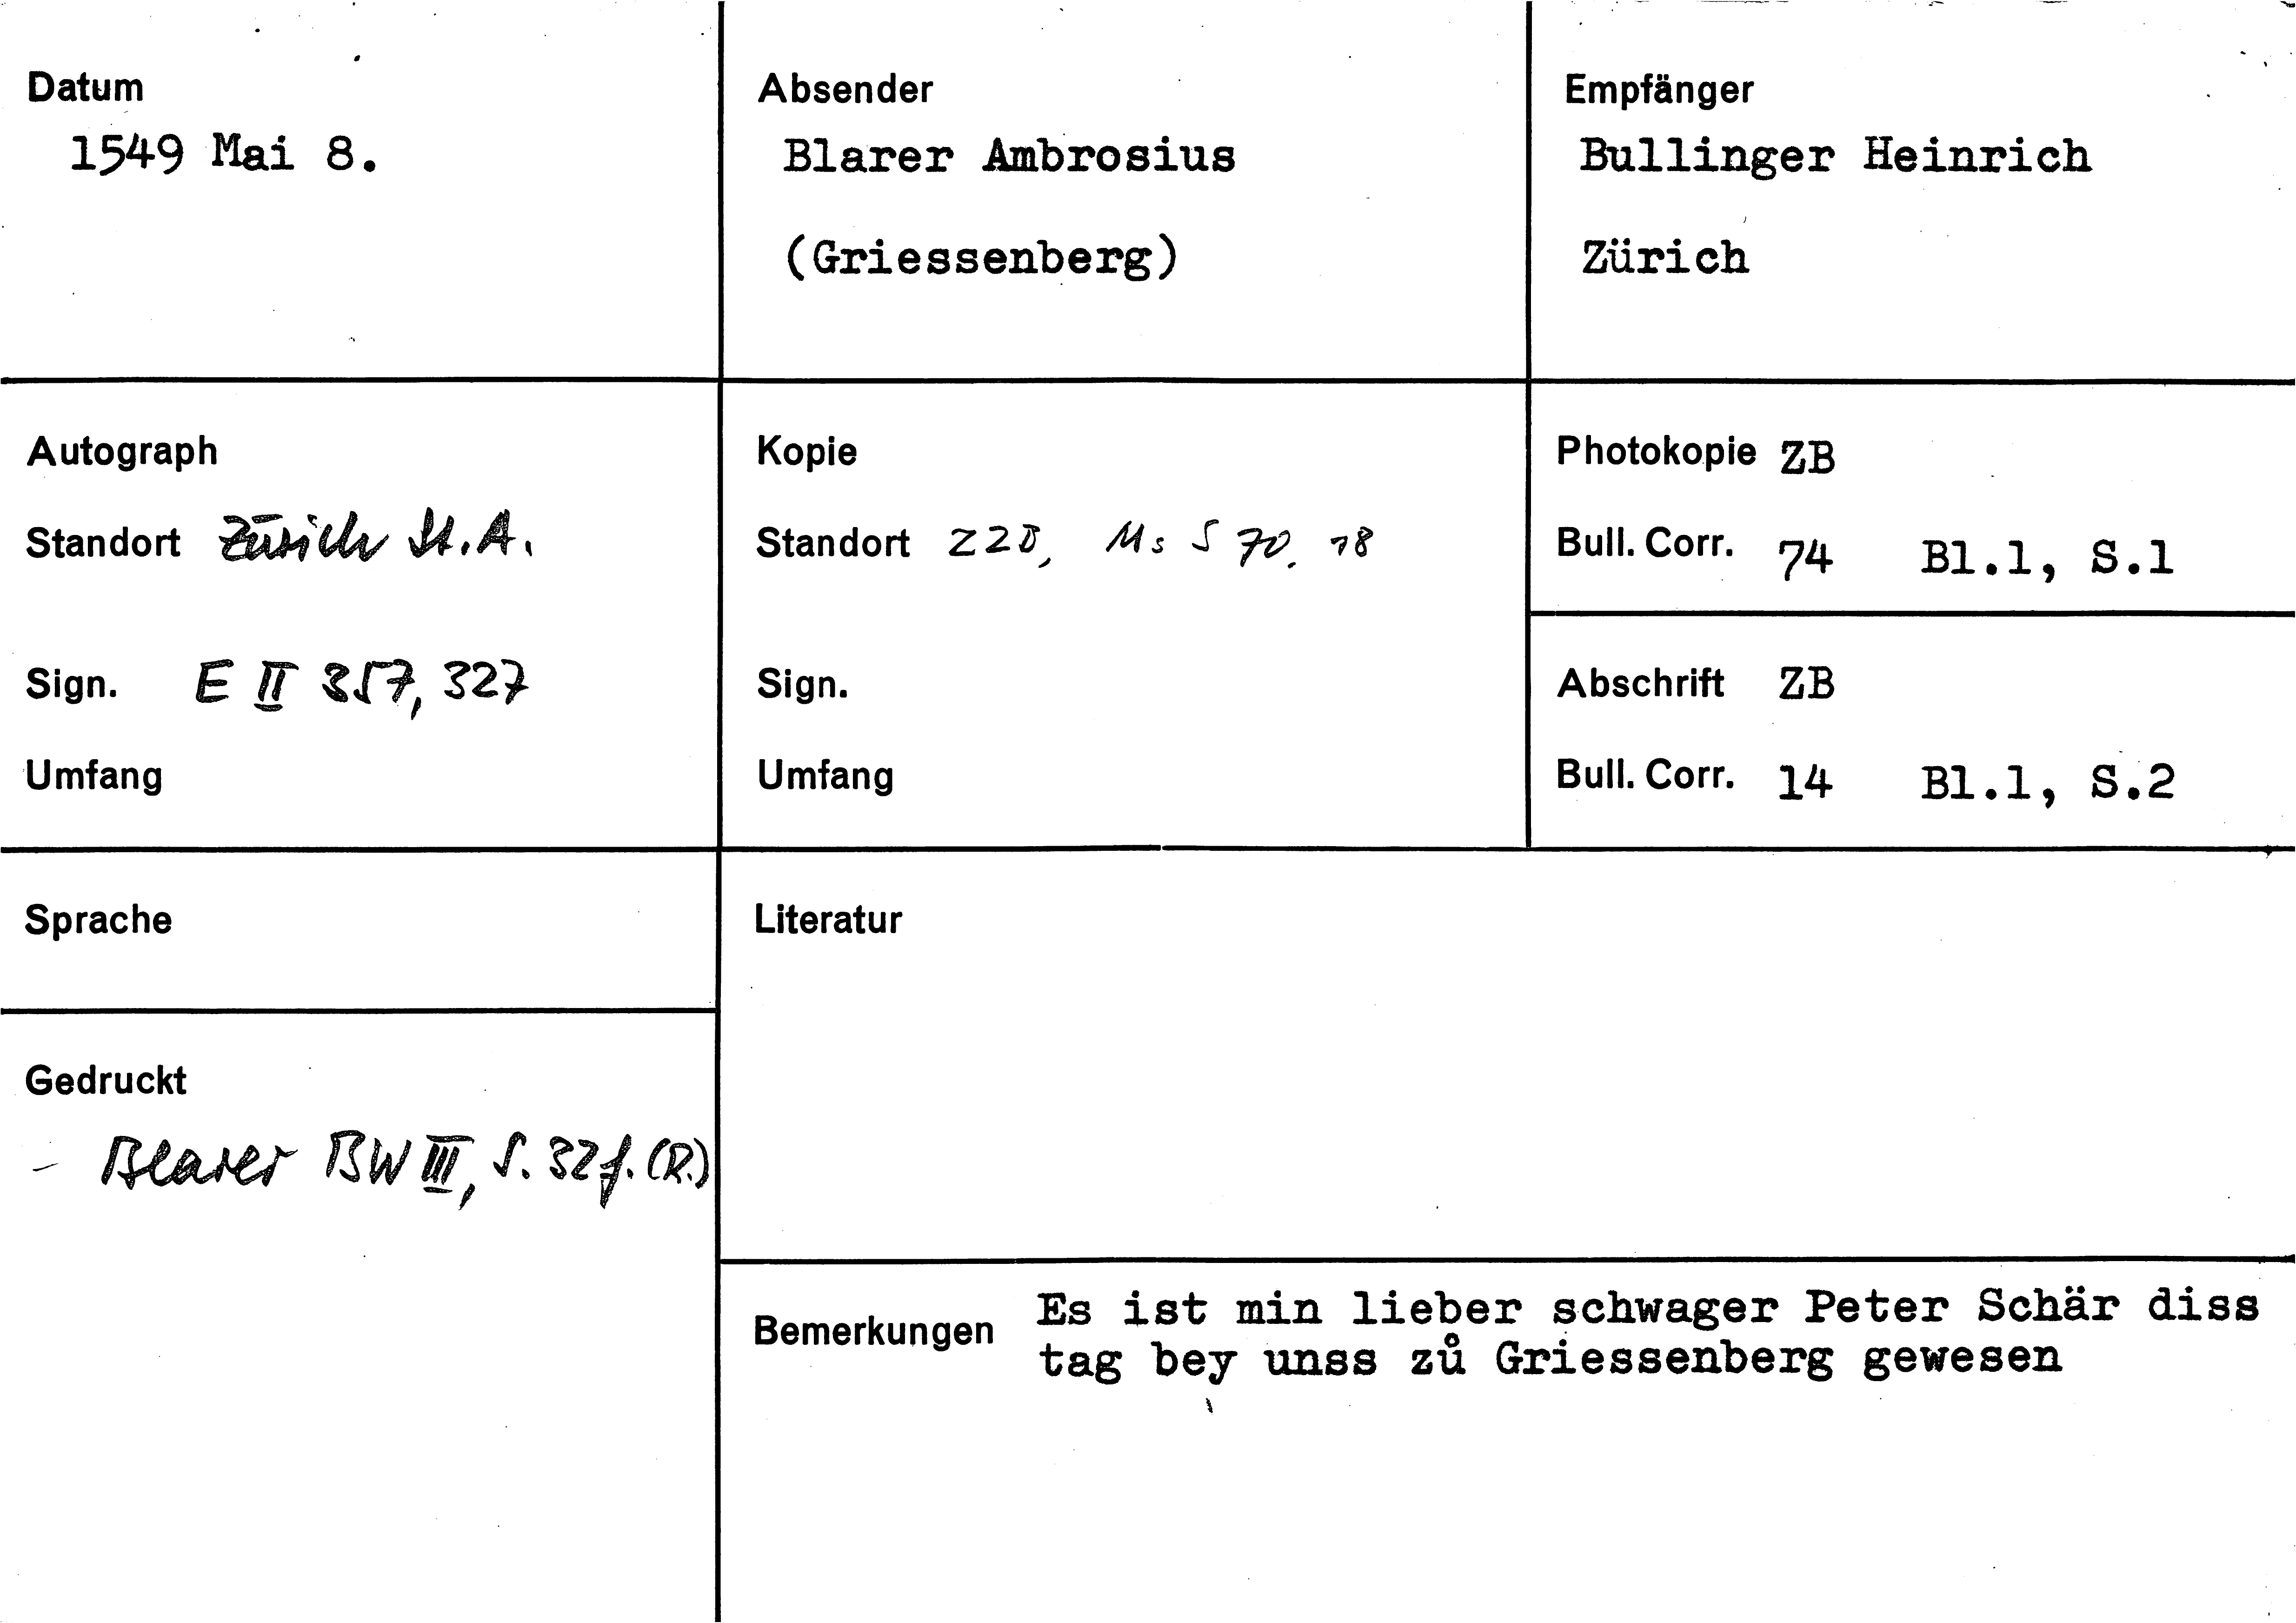 Datum
1549 Mai 8.
Absender
Blarer Ambrosius
(Griessenberg)
Empfänger
Bullinger Heinrich
Zürich
Autograph
Standort Zürich St.A.
Sign. E II 357, 327
Umfang
Kopie
Standort ZZB, Ms S 70, 18
Sign.
Umfang
Photokopie ZB
Bull. Corr. 74 Bl.1, S.1
Abschrift ZB
Bull. Corr. 14 Bl.1, S.2
Sprache
Literatur
Gedruckt
- Blarer BW III, S. 32f. (R.)
Bemerkungen Es ist min lieber schwager Peter Schär diss
tag bey unss zů Griessenberg gewesen